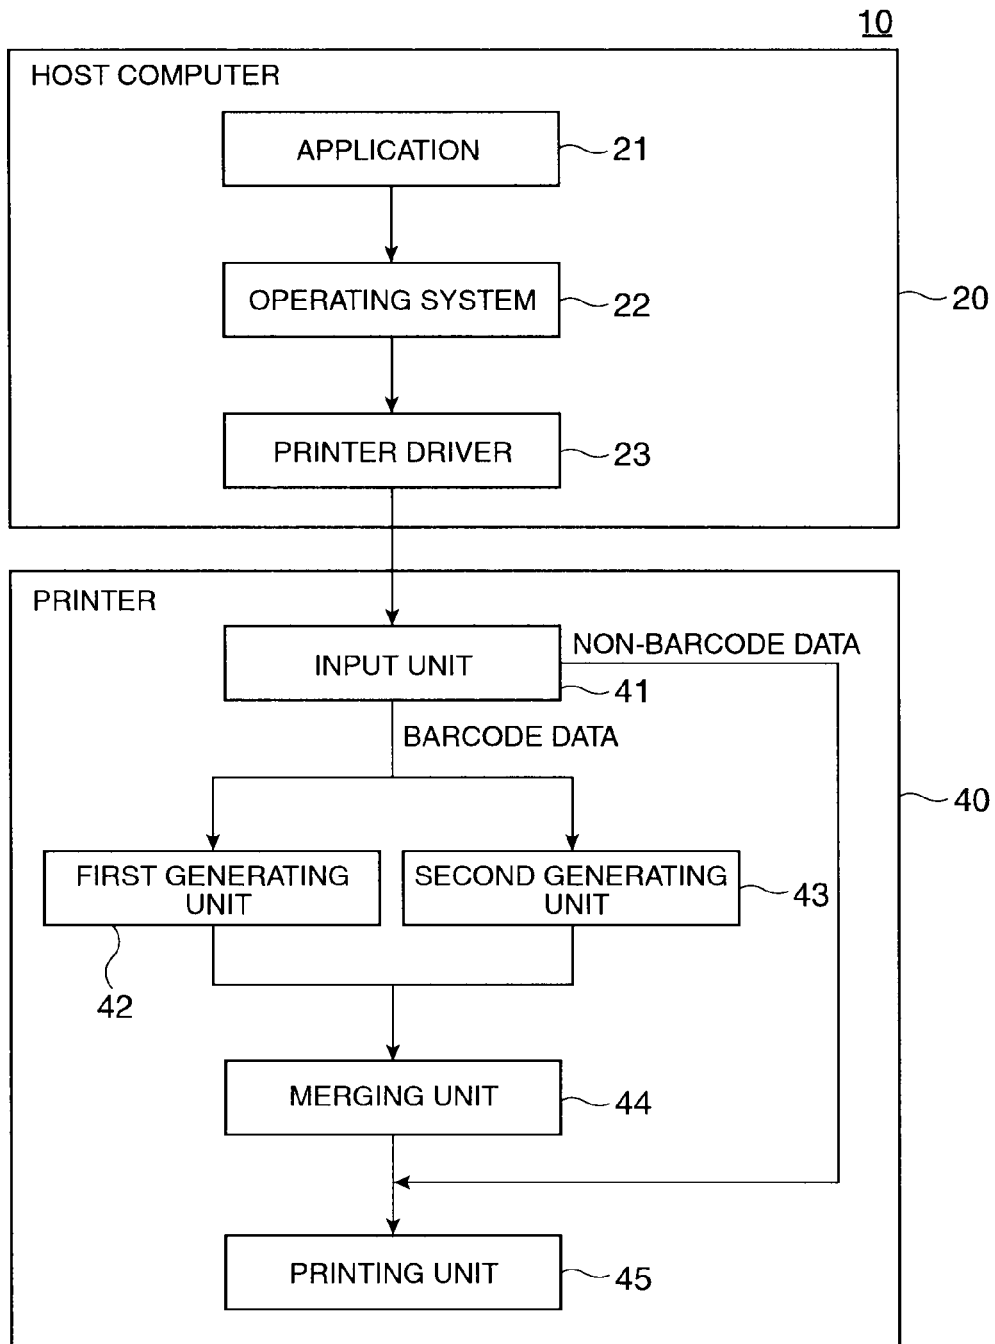 10
HOST COMPUTER
APPLICATION
21
OPERATING SYSTEM
22
20
PRINTER DRIVER
23
PRINTER
INPUT UNIT
NON-BARCODE DATA
41
BARCODE DATA
40
FIRST GENERATING
UNIT
42
SECOND GENERATING
UNIT
43
MERGING UNIT
44
PRINTING UNIT
45